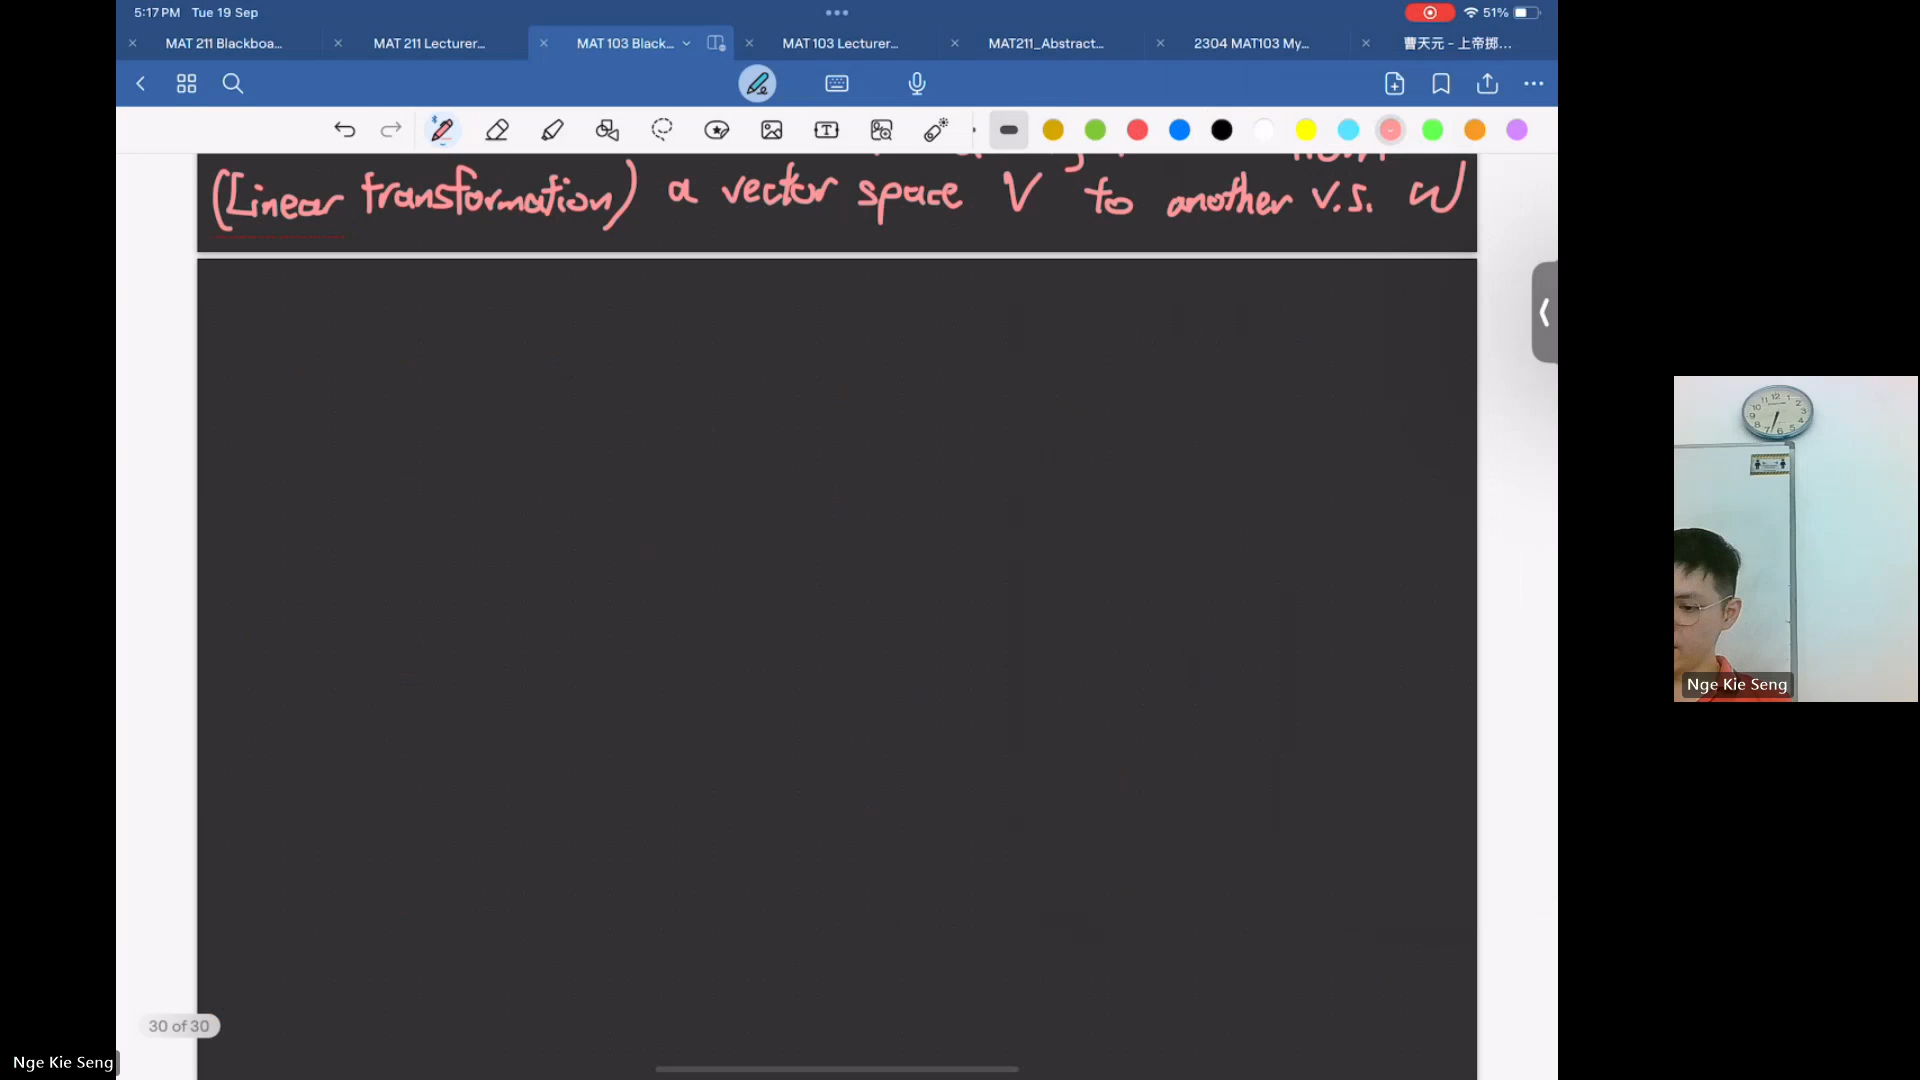 5:17 PM Tue 19 Sep
51%
MAT 211 Blackboa...
MAT 211 Lecturer...
MAT 103 Black...
MAT 103 Lecturer...
MAT211_Abstract...
2304 MAT103 My...
曹天元 - 上帝掷...
(Linear transformation) a vector space V to another v.s. W
30 of 30
Nge Kie Seng
Nge Kie Seng